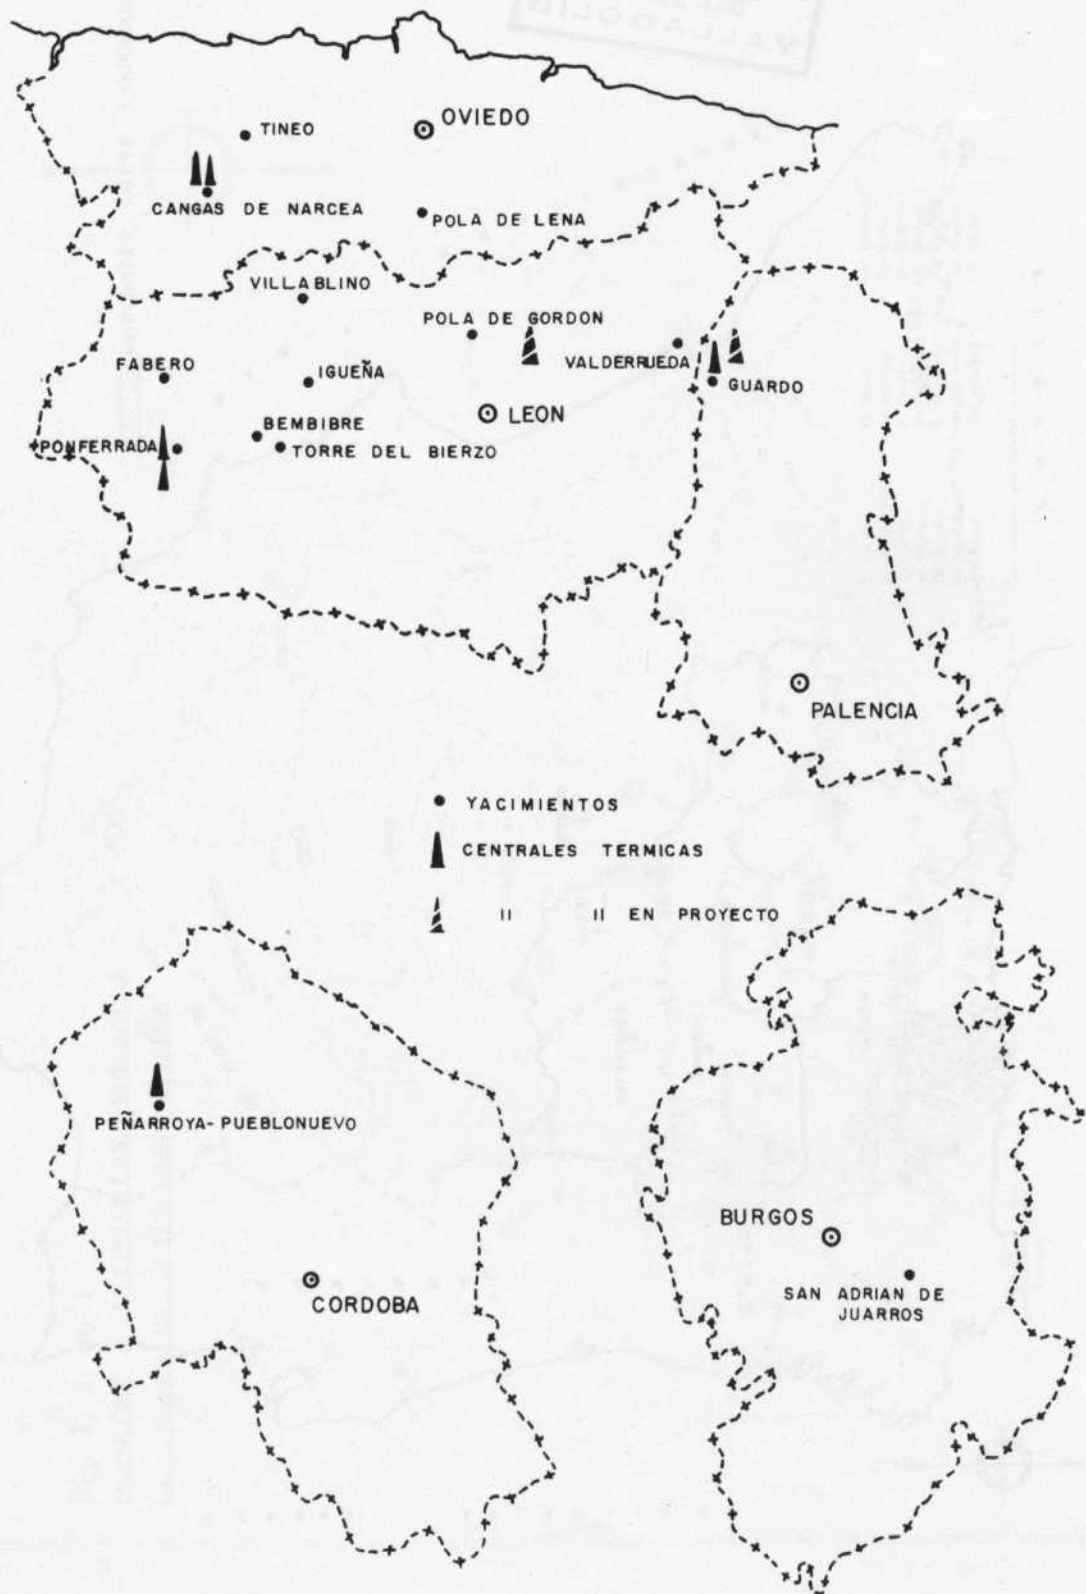 OVIEDO
TINEO
CANGAS DE NARCEA
POLA DE LENA
VILLABLINO
POLA DE GORDON
VALDERRUEDA
FABERO
IGUEÑA
GUARDO
LEON
BEMBIBRE
PONFERRADA
TORRE DEL BIERZO
PALENCIA
YACIMIENTOS
CENTRALES TERMICAS
" " EN PROYECTO
PEÑARROYA-PUEBLONUEVO
CORDOBA
BURGOS
SAN ADRIAN DE
JUARROS